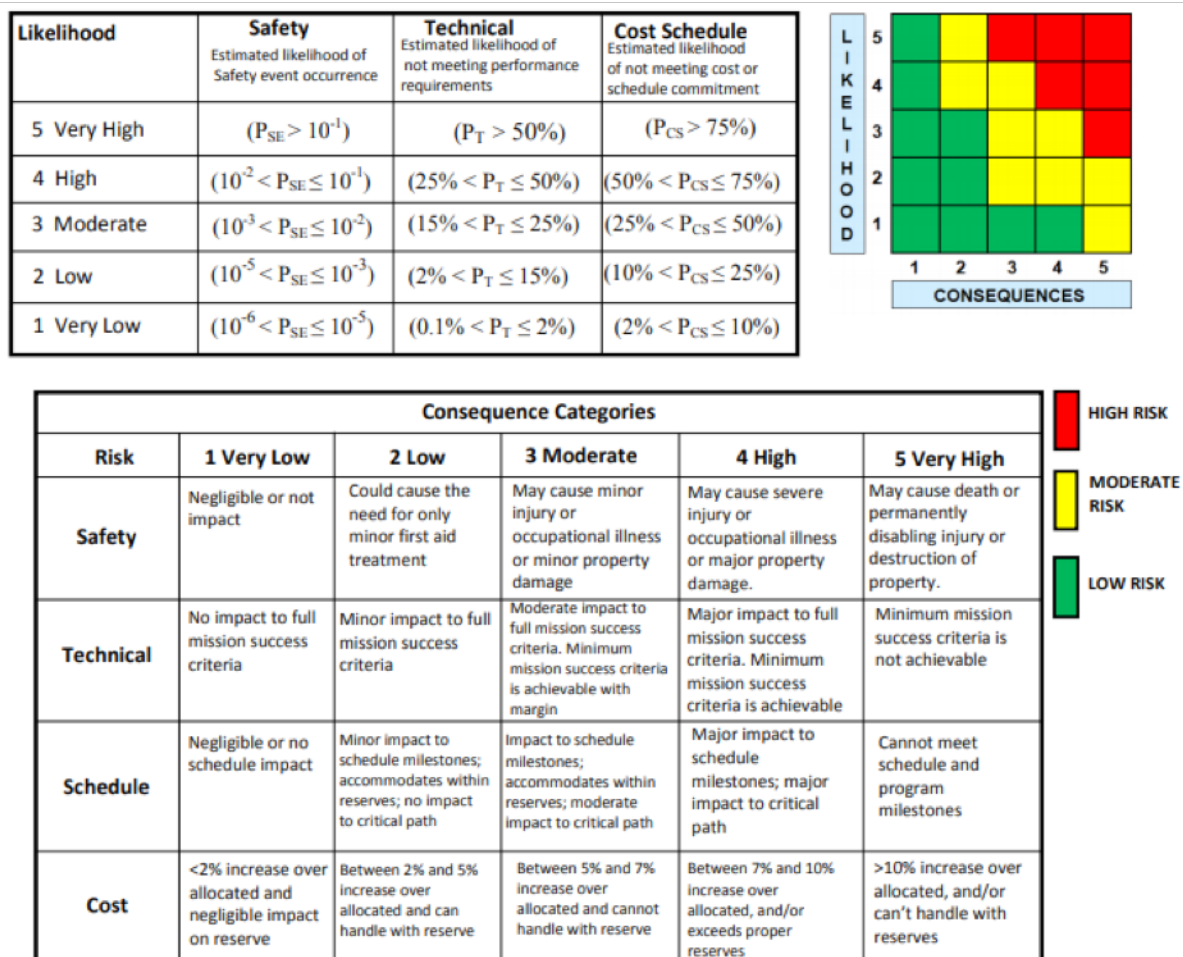 Likelihood
Safety
Estimated likelihood of
Safety event occurrence
Technical
Estimated likelihood of
not meeting performance
requirements
Cost Schedule
Estimated likelihood
of not meeting cost or
schedule commitment
5 Very High
(P_SE > 10⁻¹)
(P_T > 50%)
(P_CS > 75%)
4 High
(10⁻² < P_SE ≤ 10⁻¹)
(25% < P_T ≤ 50%)
(50% < P_CS ≤ 75%)
3 Moderate
(10⁻³ < P_SE ≤ 10⁻²)
(15% < P_T ≤ 25%)
(25% < P_CS ≤ 50%)
2 Low
(10⁻⁵ < P_SE ≤ 10⁻³)
(2% < P_T ≤ 15%)
(10% < P_CS ≤ 25%)
1 Very Low
(10⁻⁶ < P_SE ≤ 10⁻⁵)
(0.1% < P_T ≤ 2%)
(2% < P_CS ≤ 10%)
LIKELIHOOD
5
4
3
2
1
1 2 3 4 5
CONSEQUENCES
Consequence Categories
Risk
1 Very Low
2 Low
3 Moderate
4 High
5 Very High
Safety
Negligible or not
impact
Could cause the
need for only
minor first aid
treatment
May cause minor
injury or
occupational illness
or minor property
damage
May cause severe
injury or
occupational illness
or major property
damage.
May cause death or
permanently
disabling injury or
destruction of
property.
Technical
No impact to full
mission success
criteria
Minor impact to full
mission success
criteria
Moderate impact to
full mission success
criteria. Minimum
mission success criteria
is achievable with
margin
Major impact to full
mission success
criteria. Minimum
mission success
criteria is achievable
Minimum mission
success criteria is
not achievable
Schedule
Negligible or no
schedule impact
Minor impact to
schedule milestones;
accommodates within
reserves; no impact
to critical path
Impact to schedule
milestones;
accommodates within
reserves; moderate
impact to critical path
Major impact to
schedule
milestones; major
impact to critical
path
Cannot meet
schedule and
program
milestones
Cost
<2% increase over
allocated and
negligible impact
on reserve
Between 2% and 5%
increase over
allocated and can
handle with reserve
Between 5% and 7%
increase over
allocated and cannot
handle with reserve
Between 7% and 10%
increase over
allocated, and/or
exceeds proper
reserves
>10% increase over
allocated, and/or
can't handle with
reserves
HIGH RISK
MODERATE
RISK
LOW RISK